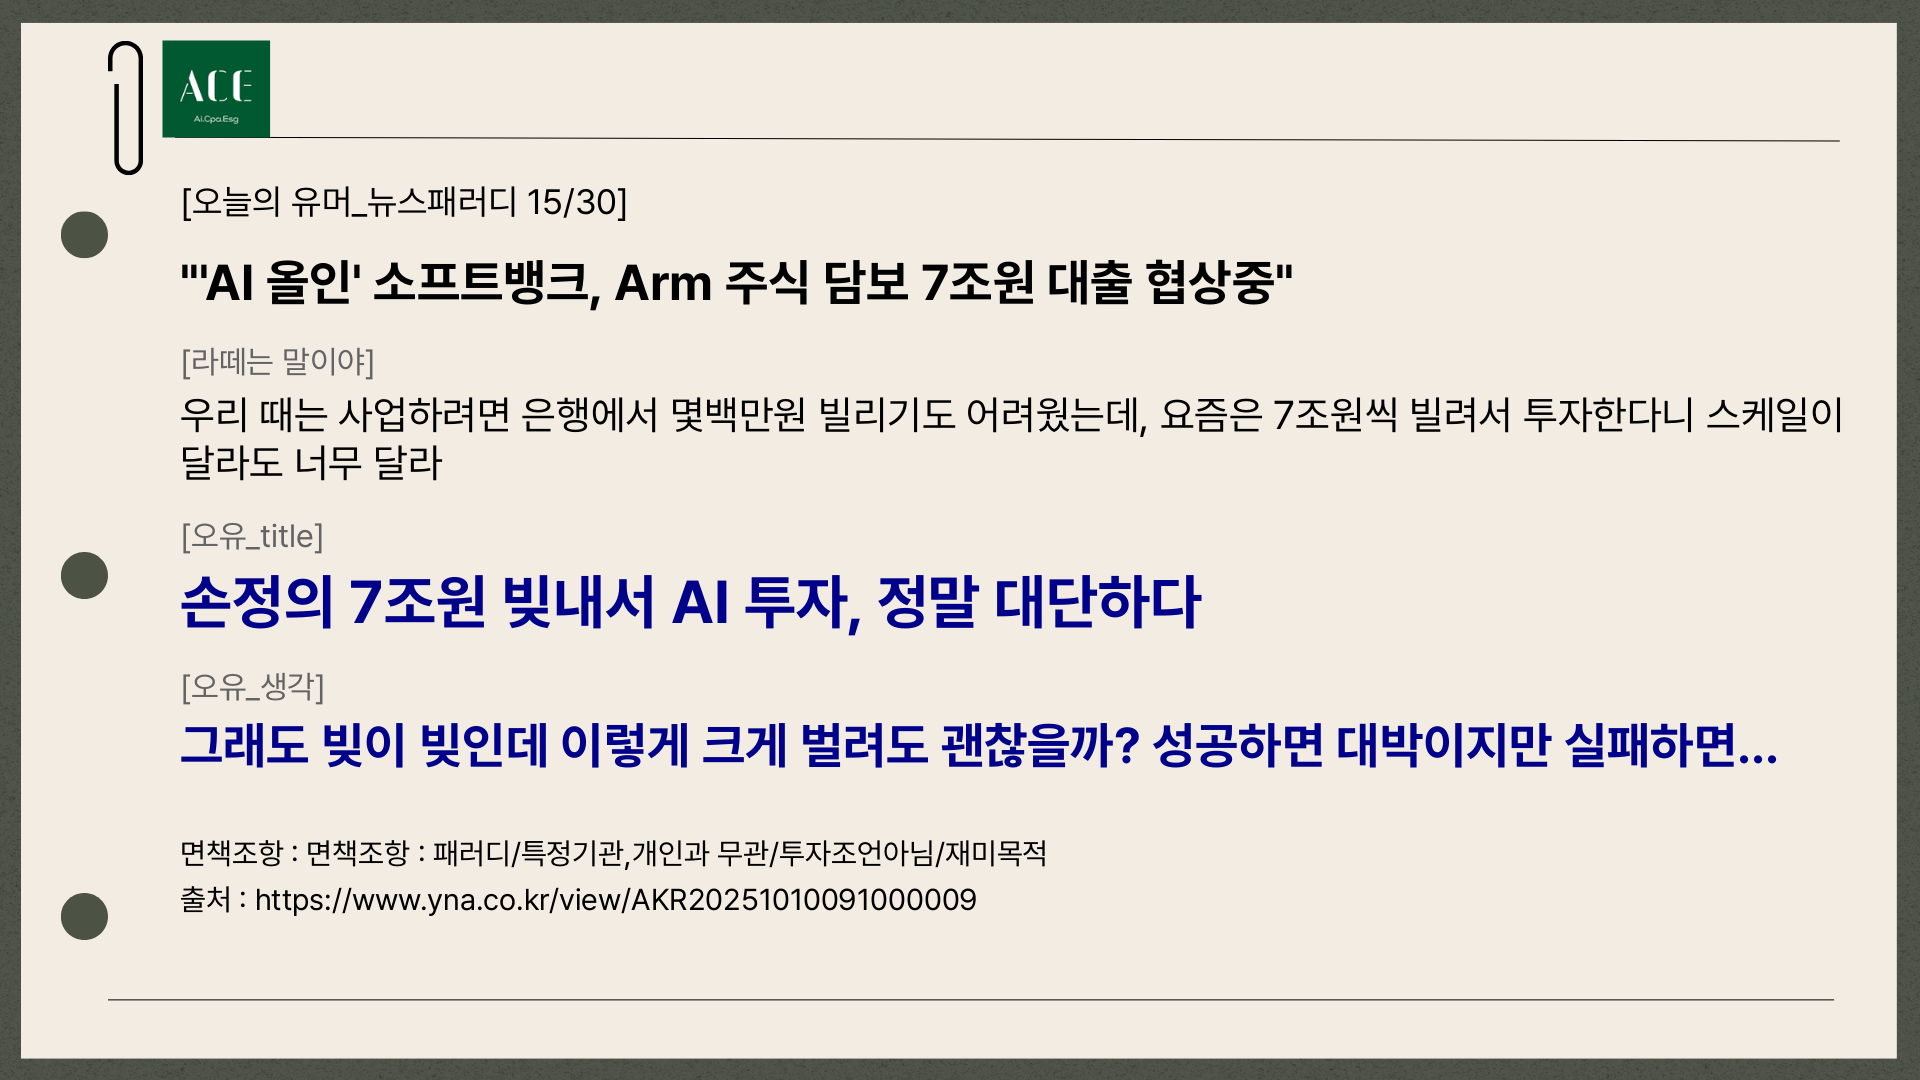 ACE
Ai.Cpa.Esg
[오늘의 유머_뉴스패러디 15/30]
"'AI 올인' 소프트뱅크, Arm 주식 담보 7조원 대출 협상중"
[라떼는 말이야]
우리 때는 사업하려면 은행에서 몇백만원 빌리기도 어려웠는데, 요즘은 7조원씩 빌려서 투자한다니 스케일이
달라도 너무 달라
[오유_title]
손정의 7조원 빚내서 AI 투자, 정말 대단하다
[오유_생각]
그래도 빚이 빚인데 이렇게 크게 벌려도 괜찮을까? 성공하면 대박이지만 실패하면...
면책조항 : 면책조항 : 패러디/특정기관,개인과 무관/투자조언아님/재미목적
출처 : https://www.yna.co.kr/view/AKR20251010091000009